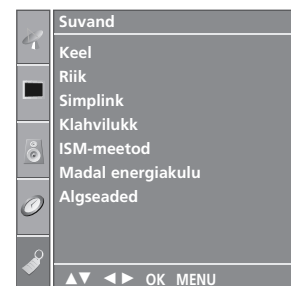 Suvand
Keel
Riik
Simplink
Klahvilukk
ISM-meetod
Madal energiakulu
Algseaded
▲▼ ◄► OK MENU